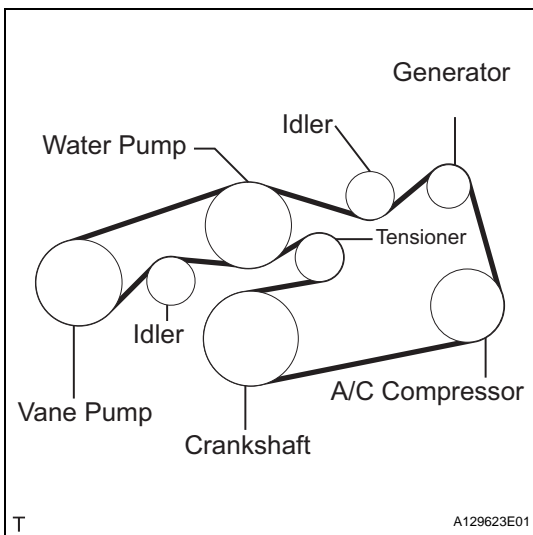 Generator
Idler
Water Pump
Tensioner
Idler
A/C Compressor
Vane Pump
Crankshaft
T
A129623E01